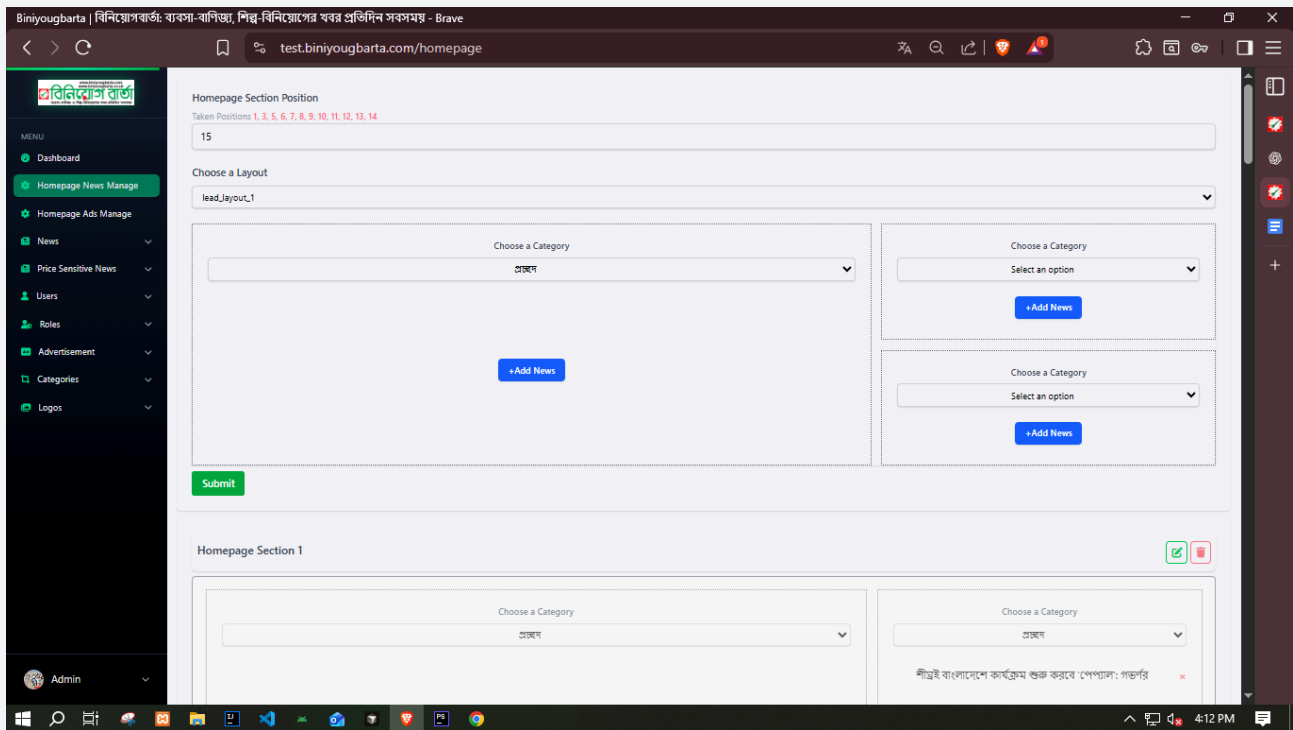 Biniyougbarta | বিনিয়োগবার্তা: ব্যবসা-বাণিজ্য, শিল্প-বিনিয়োগের খবর প্রতিদিন সবসময় - Brave
test.biniyougbarta.com/homepage
বিনিয়োগ বার্তা
MENU
Dashboard
Homepage News Manage
Homepage Ads Manage
News
Price Sensitive News
Users
Roles
Advertisement
Categories
Logos
Admin
Homepage Section Position
Taken Positions 1, 3, 5, 6, 7, 8, 9, 10, 11, 12, 13, 14
15
Choose a Layout
lead_layout_1
Choose a Category
প্রচ্ছদ
+Add News
Choose a Category
Select an option
+Add News
Choose a Category
Select an option
+Add News
Submit
Homepage Section 1
Choose a Category
প্রচ্ছদ
Choose a Category
প্রচ্ছদ
শীঘ্রই বাংলাদেশে কার্যক্রম শুরু করবে 'পেপ্যাল': গভর্নর
4:12 PM